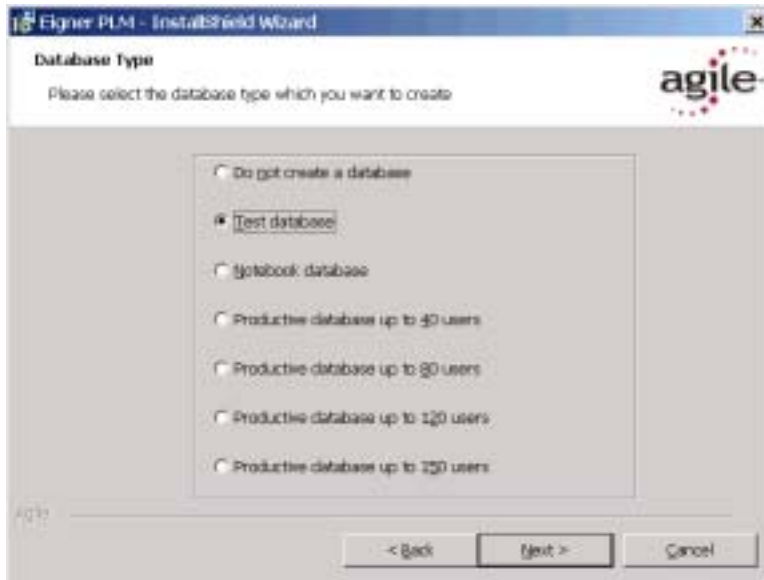 Eigner PLM - InstallShield Wizard
Database Type
Please select the database type which you want to create
agile
Do not create a database
Test database
Notebook database
Productive database up to 40 users
Productive database up to 80 users
Productive database up to 120 users
Productive database up to 250 users
Agile
< Back
Next >
Cancel